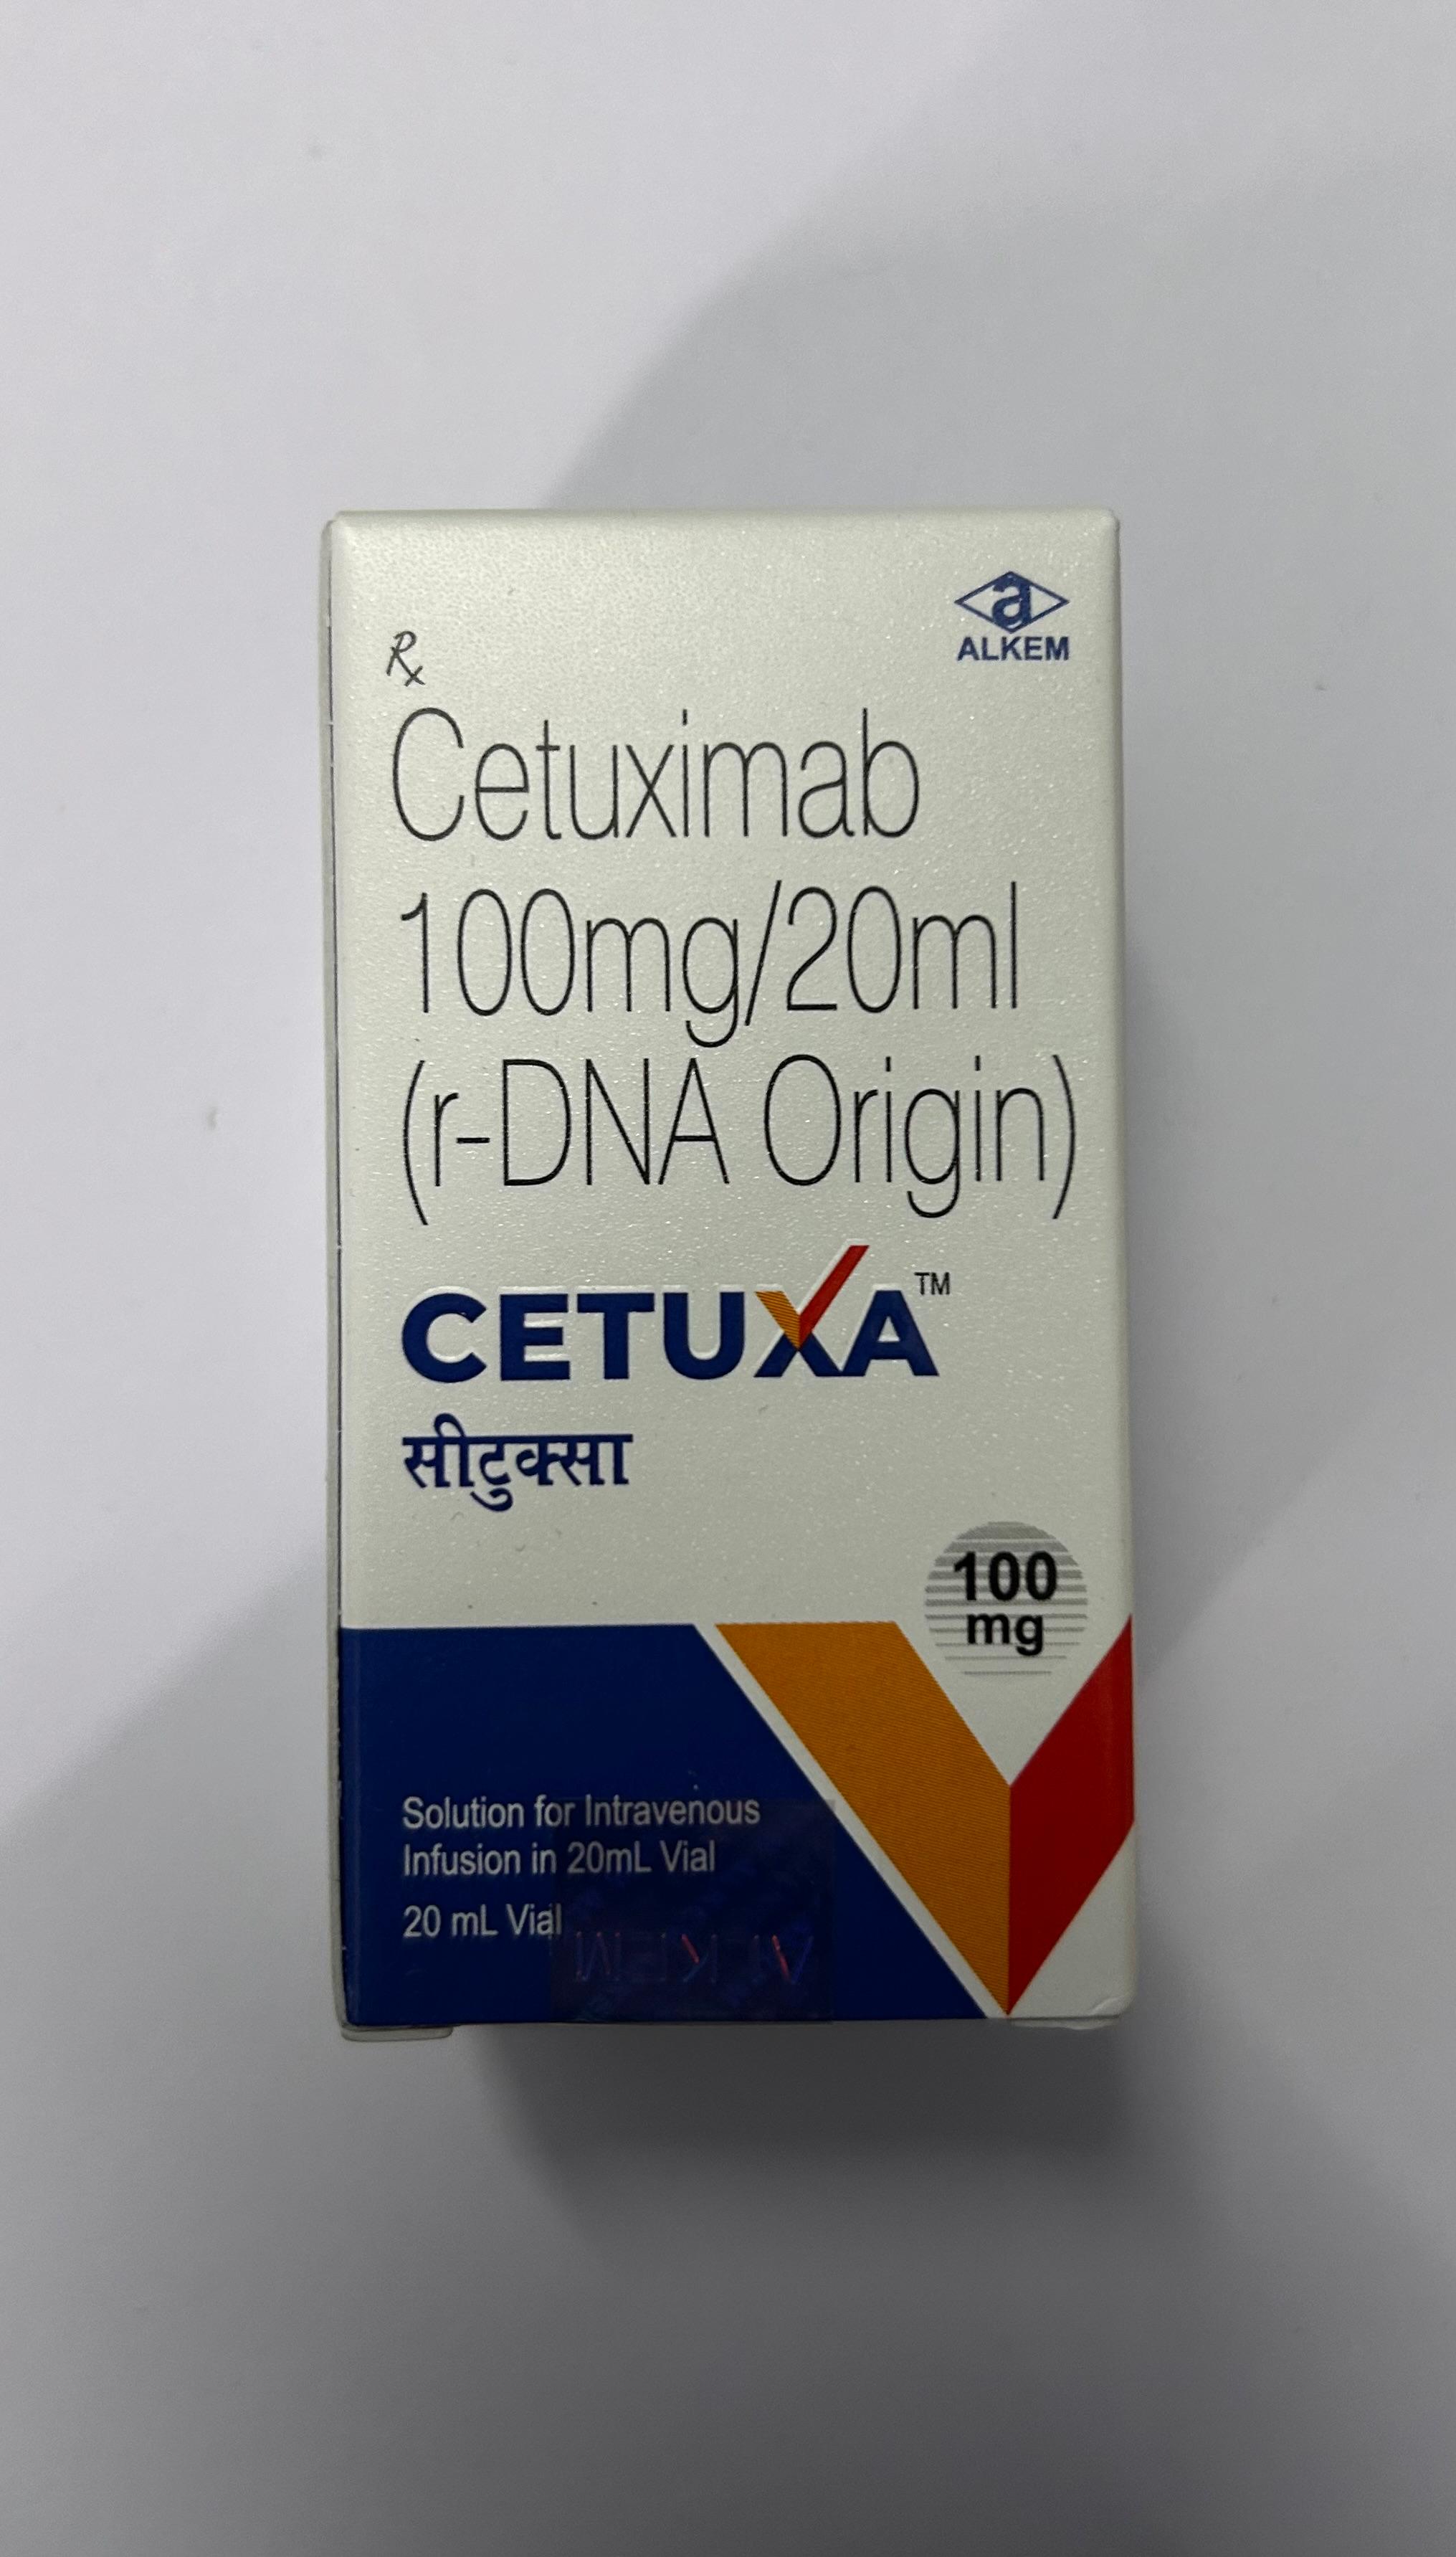 a
ALKEM
Rx
Cetuximab
100mg/20ml
(r-DNA Origin)
CETUXA™
सीटुक्सा
100
mg
Solution for Intravenous
Infusion in 20mL Vial
20 mL Vial
ALKEM